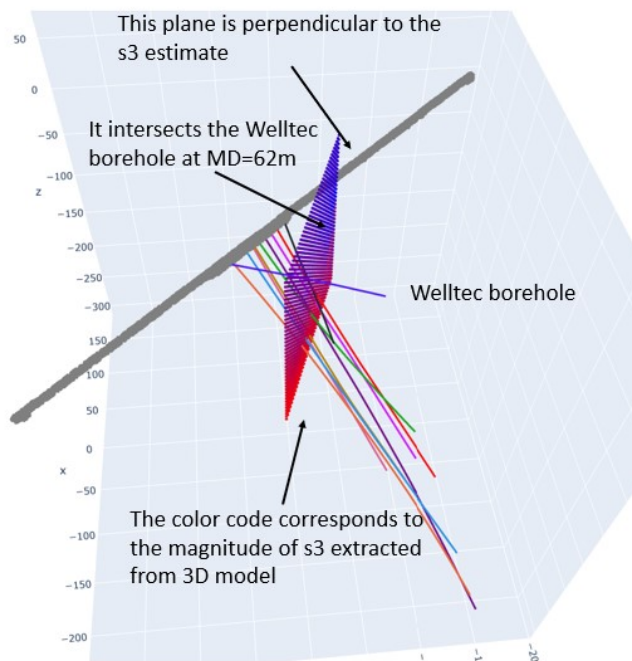 This plane is perpendicular to the
s3 estimate
50
0
It intersects the Welltec
borehole at MD=62m
−50
z
−100
−150
−200
−250
−300
Welltec borehole
150
100
50
0
x
−50
The color code corresponds to
the magnitude of s3 extracted
from 3D model
−100
−150
−200